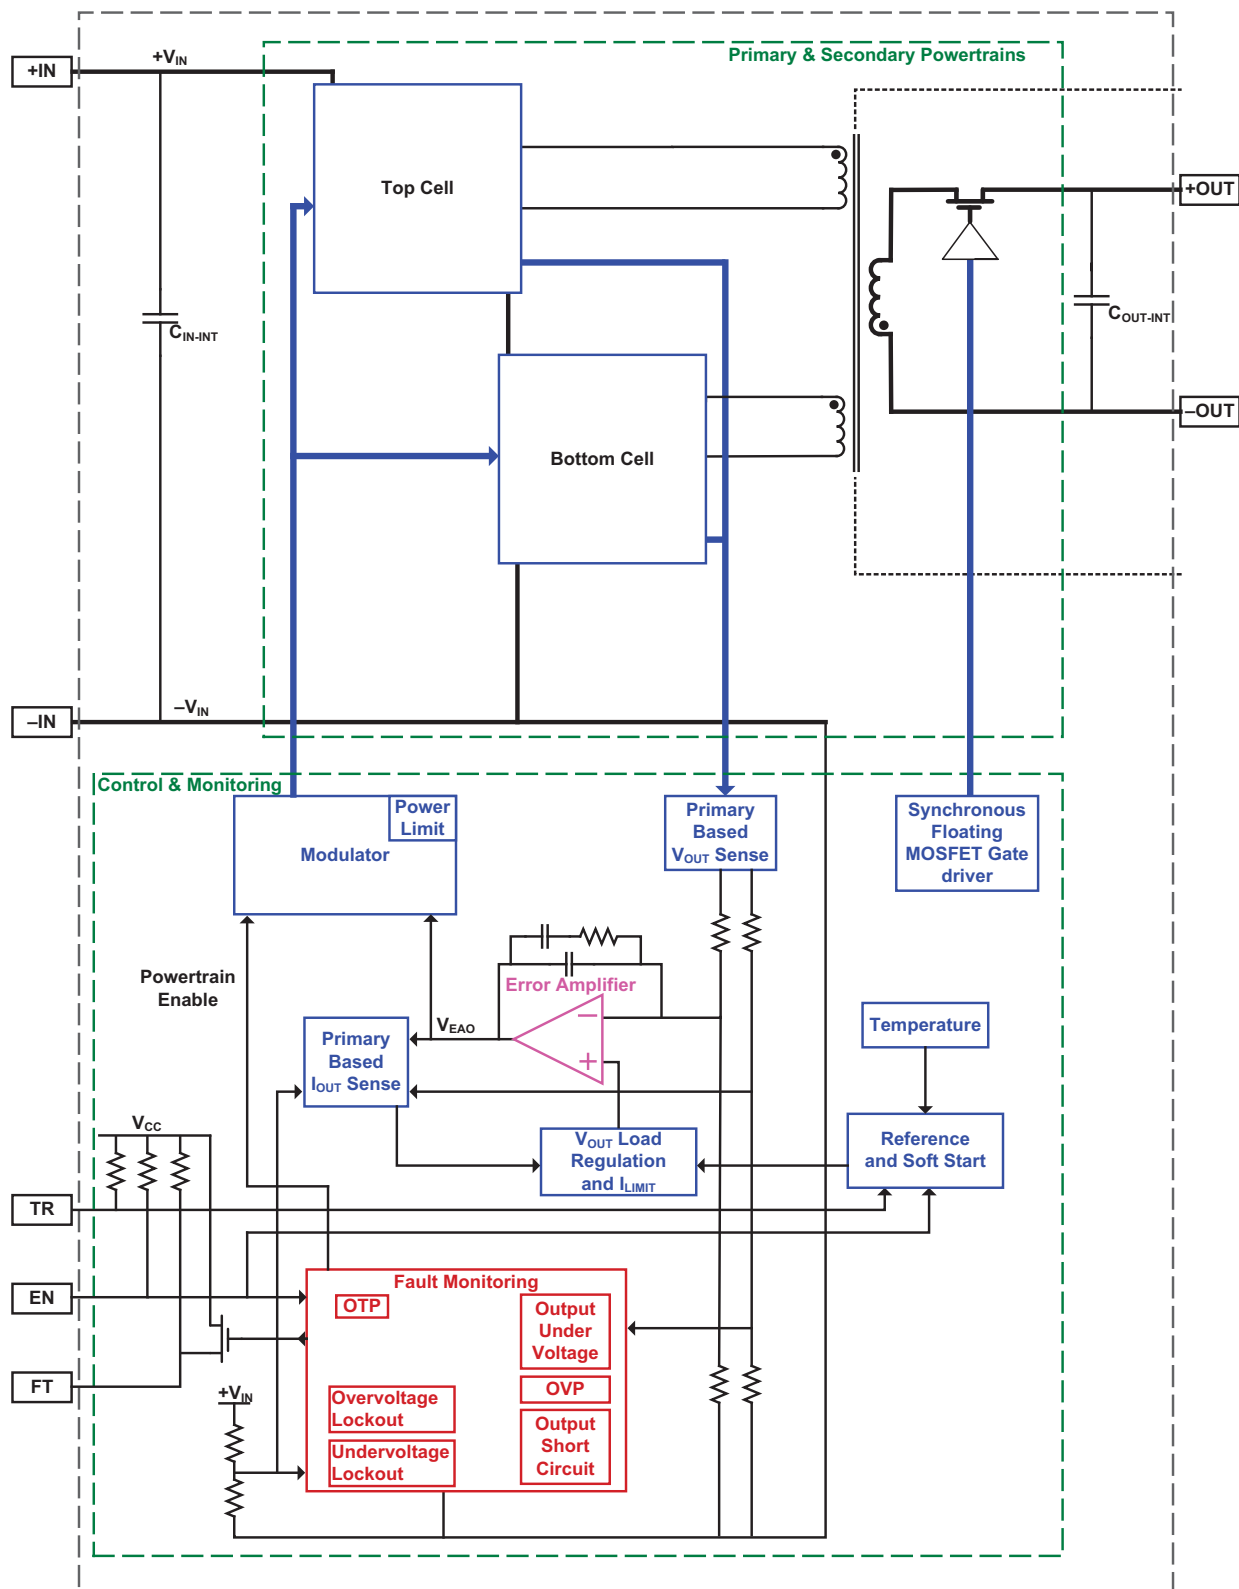 Primary & Secondary Powertrains
+IN
+VIN
Top Cell
+OUT
CIN-INT
COUT-INT
–OUT
Bottom Cell
–IN
–VIN
Control & Monitoring
Power
Limit
Modulator
Primary
Based
VOUT Sense
Synchronous
Floating
MOSFET Gate
driver
Powertrain
Enable
Error Amplifier
–
+
VEAO
Primary
Based
IOUT Sense
Temperature
VCC
VOUT Load
Regulation
and ILIMIT
Reference
and Soft Start
TR
EN
FT
Fault Monitoring
OTP
Output
Under
Voltage
+VIN
Overvoltage
Lockout
OVP
Undervoltage
Lockout
Output
Short
Circuit